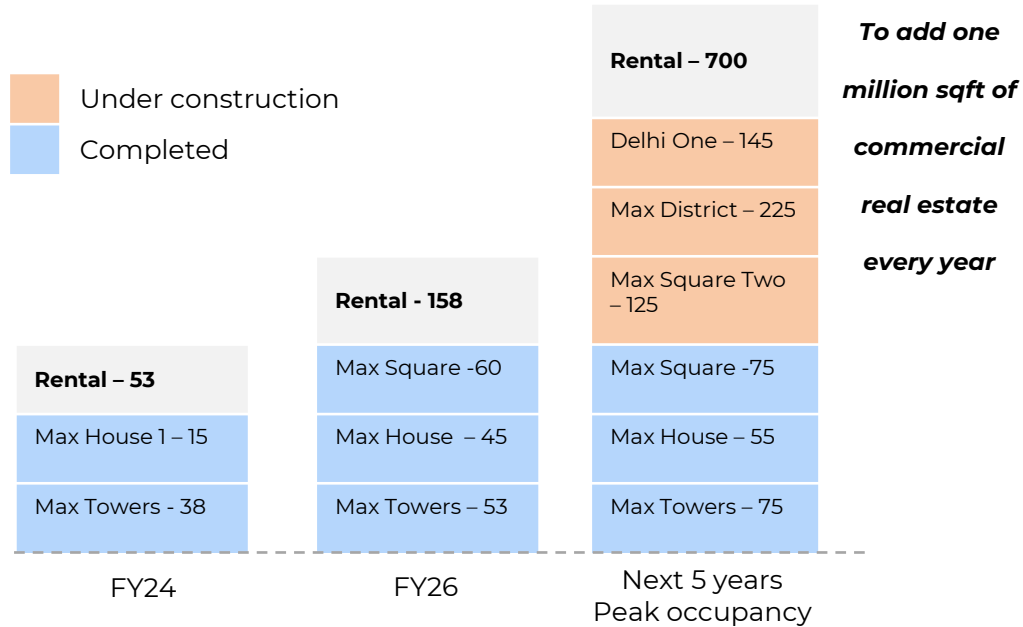 Under construction
Completed
Rental – 53
Max House 1 – 15
Max Towers - 38
FY24
Rental - 158
Max Square -60
Max House – 45
Max Towers – 53
FY26
Rental – 700
Delhi One – 145
Max District – 225
Max Square Two
– 125
Max Square -75
Max House – 55
Max Towers – 75
Next 5 years
Peak occupancy
To add one
million sqft of
commercial
real estate
every year